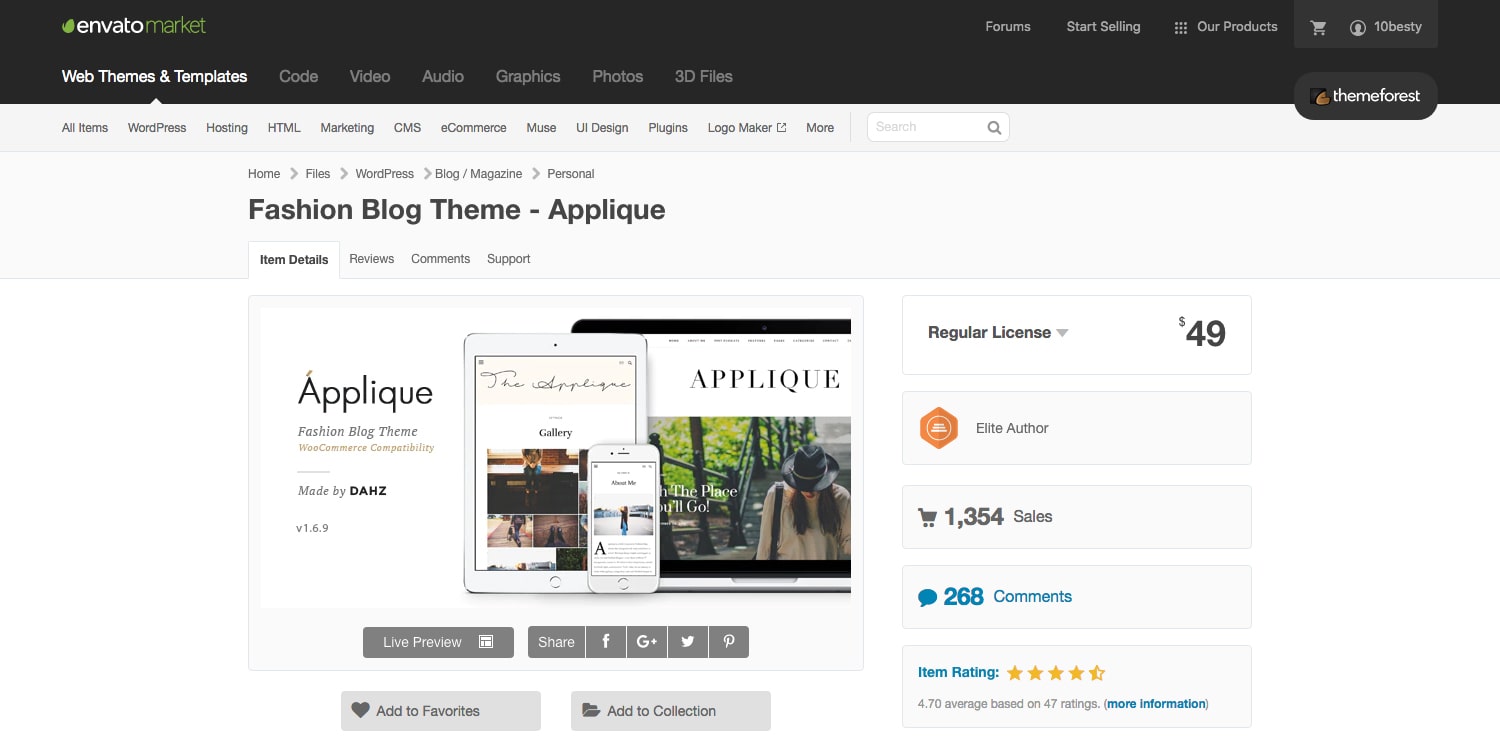 envato market
Forums Start Selling Our Products 10besty
Web Themes & Templates Code Video Audio Graphics Photos 3D Files
themeforest
All Items WordPress Hosting HTML Marketing CMS eCommerce Muse UI Design Plugins Logo Maker More Search
Home Files WordPress Blog / Magazine Personal
Fashion Blog Theme - Applique
Item Details Reviews Comments Support
Ápplique
Fashion Blog Theme
WooCommerce Compatibility
Made by DAHZ
v1.6.9
The Applique
Gallery
About Me
A
APPLIQUE
h The Place
u'll Go!
Live Preview Share f G+
Add to Favorites Add to Collection
Regular License $49
Elite Author
1,354 Sales
268 Comments
Item Rating:
4.70 average based on 47 ratings. (more information)